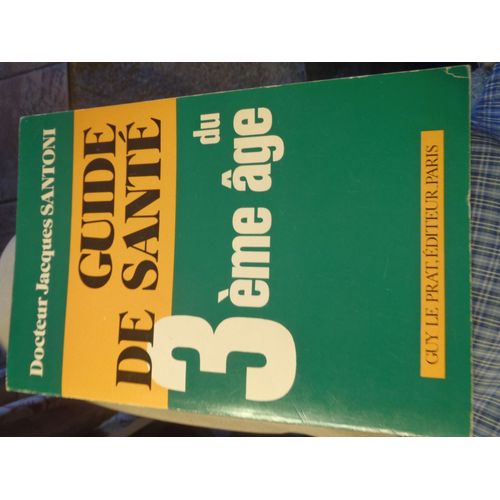 Docteur Jacques SANTONI
GUIDE
DE SANTÉ
du
3ème âge
GUY LE PRAT, ÉDITEUR, PARIS